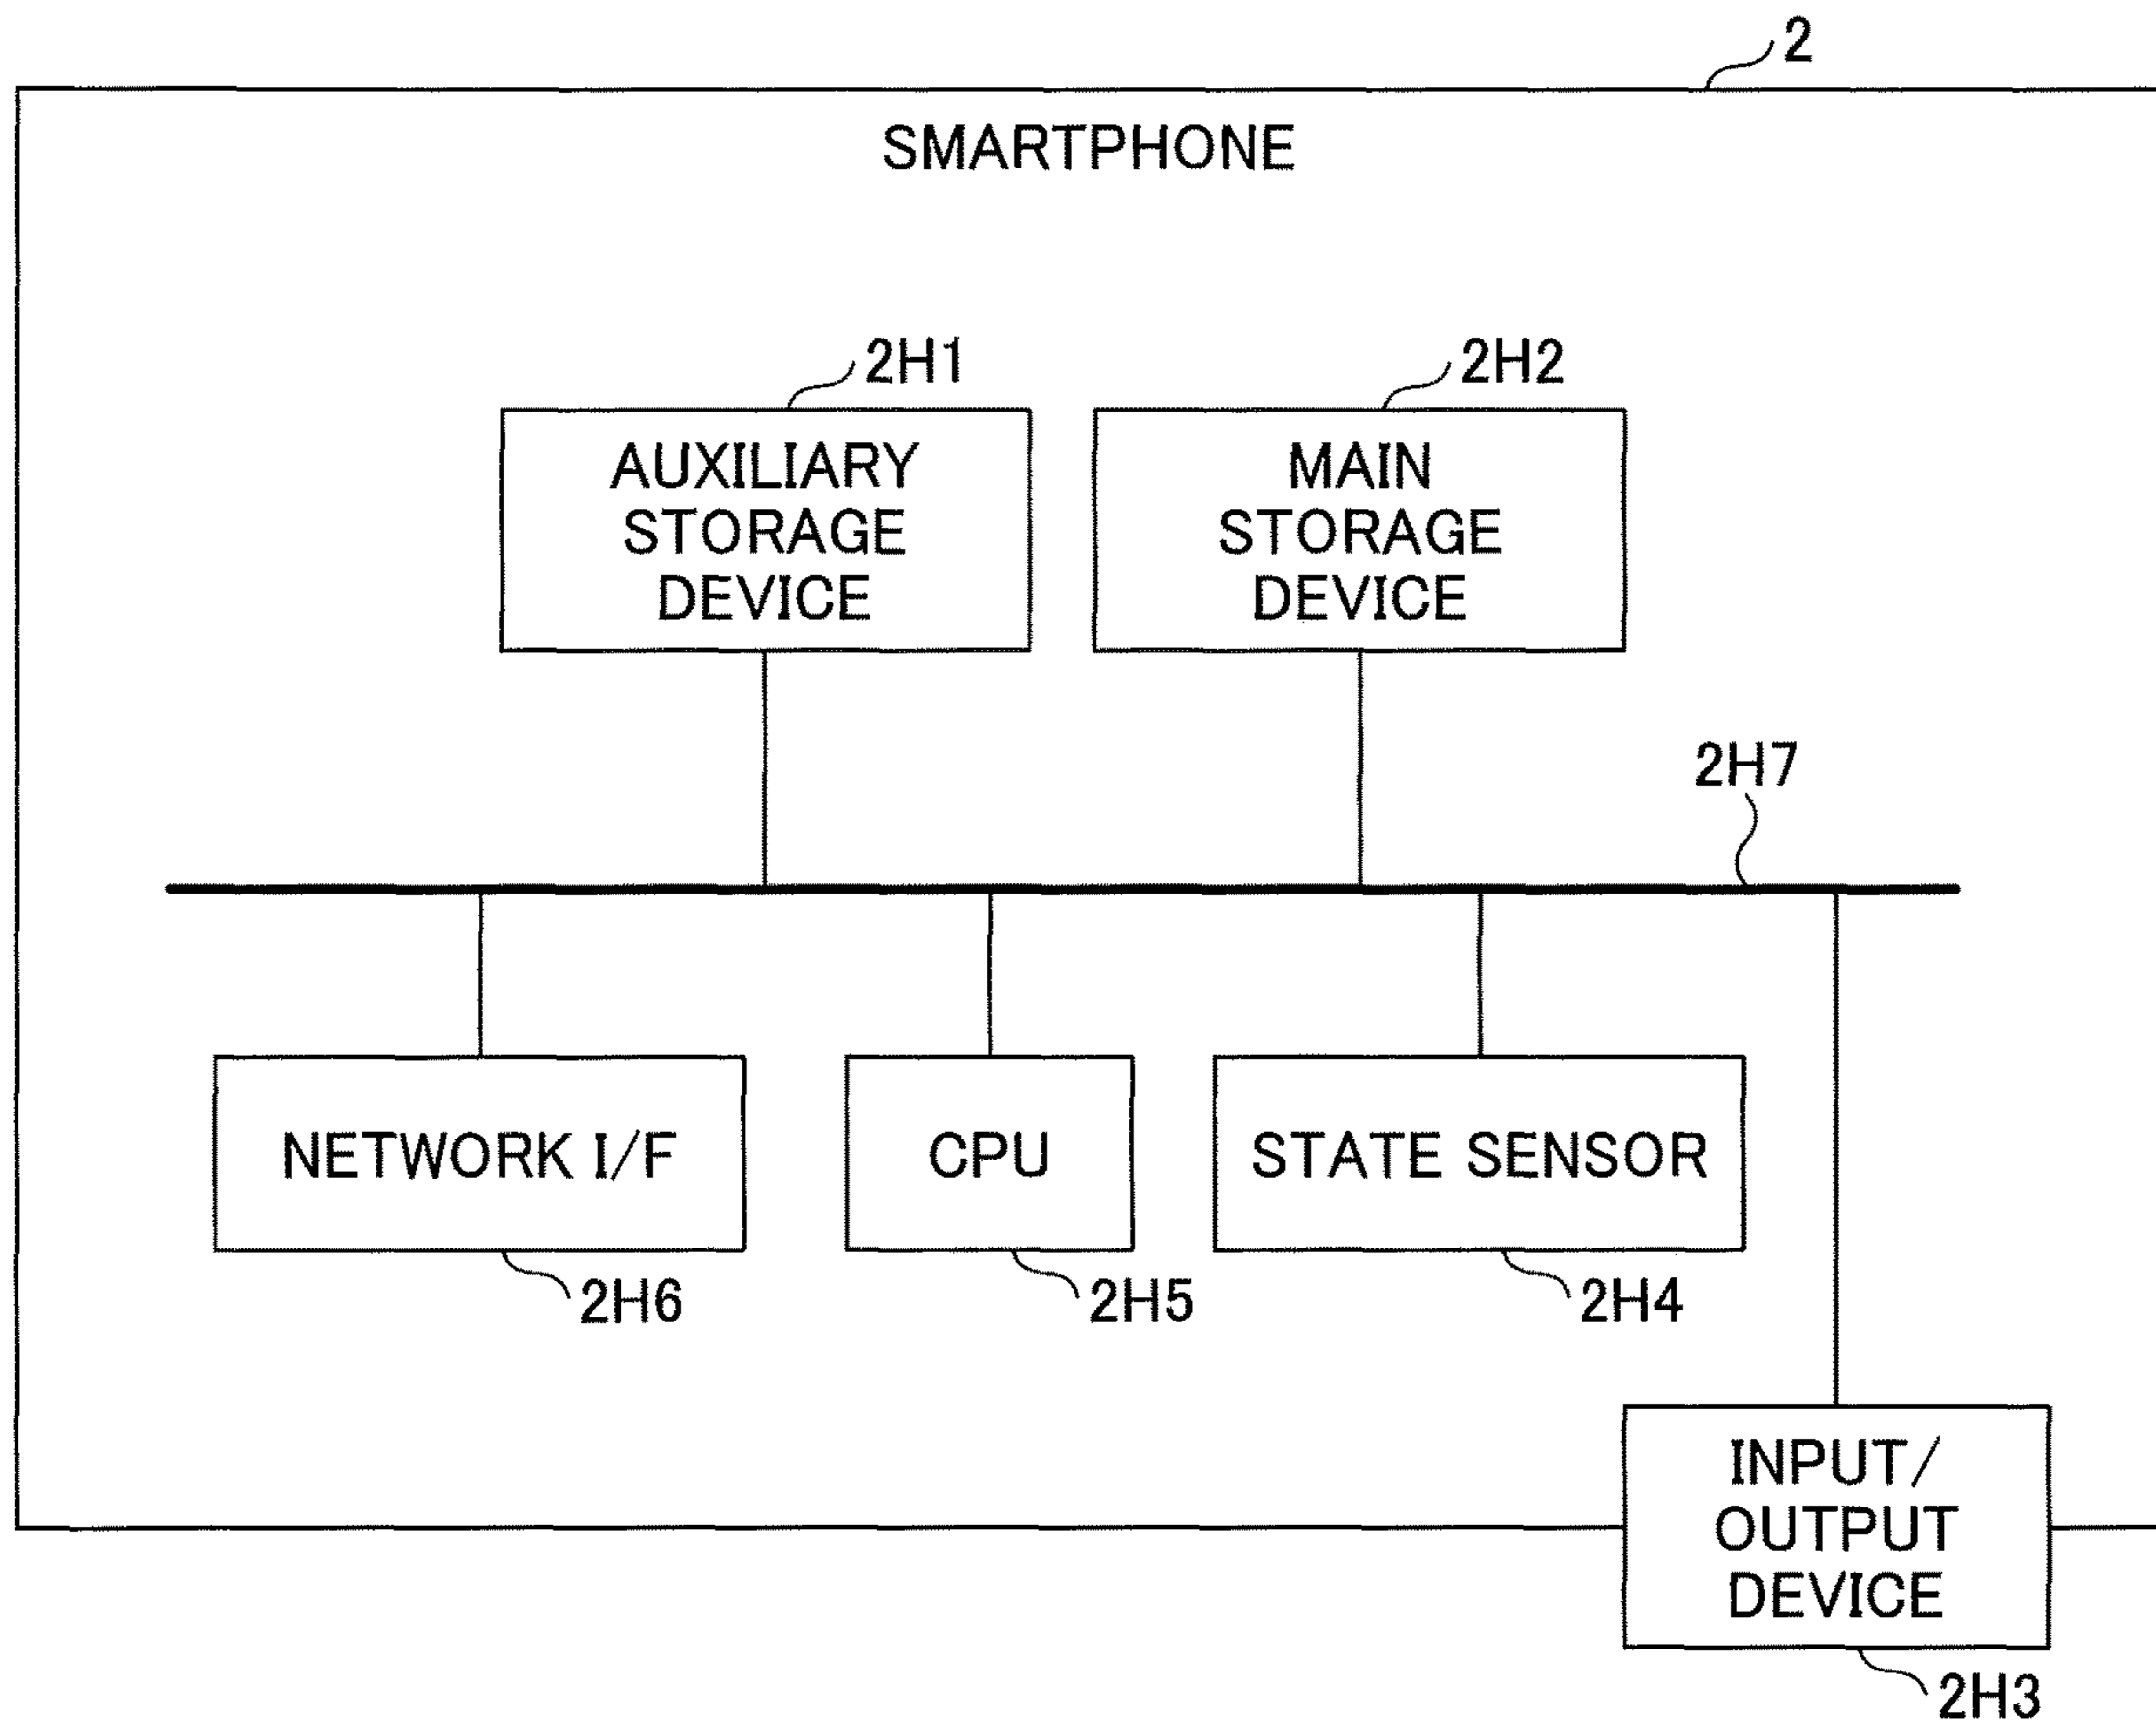 2
SMARTPHONE
2H1
2H2
AUXILIARY
STORAGE
DEVICE
MAIN
STORAGE
DEVICE
2H7
NETWORK I/F
CPU
STATE SENSOR
2H6
2H5
2H4
INPUT/
OUTPUT
DEVICE
2H3